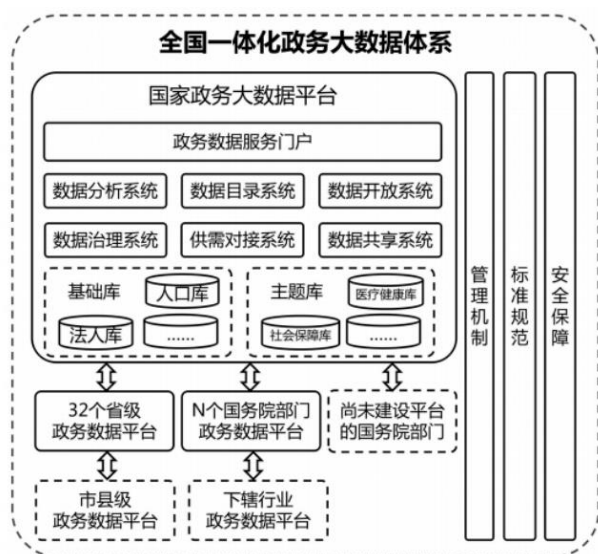 全国一体化政务大数据体系
国家政务大数据平台
政务数据服务门户
数据分析系统 数据目录系统 数据开放系统
数据治理系统 供需对接系统 数据共享系统
基础库 人口库 主题库 医疗健康库
法人库 …… 社会保障库 ……
32个省级
政务数据平台
N个国务院部门
政务数据平台
尚未建设平台
的国务院部门
市县级
政务数据平台
下辖行业
政务数据平台
管理机制
标准规范
安全保障